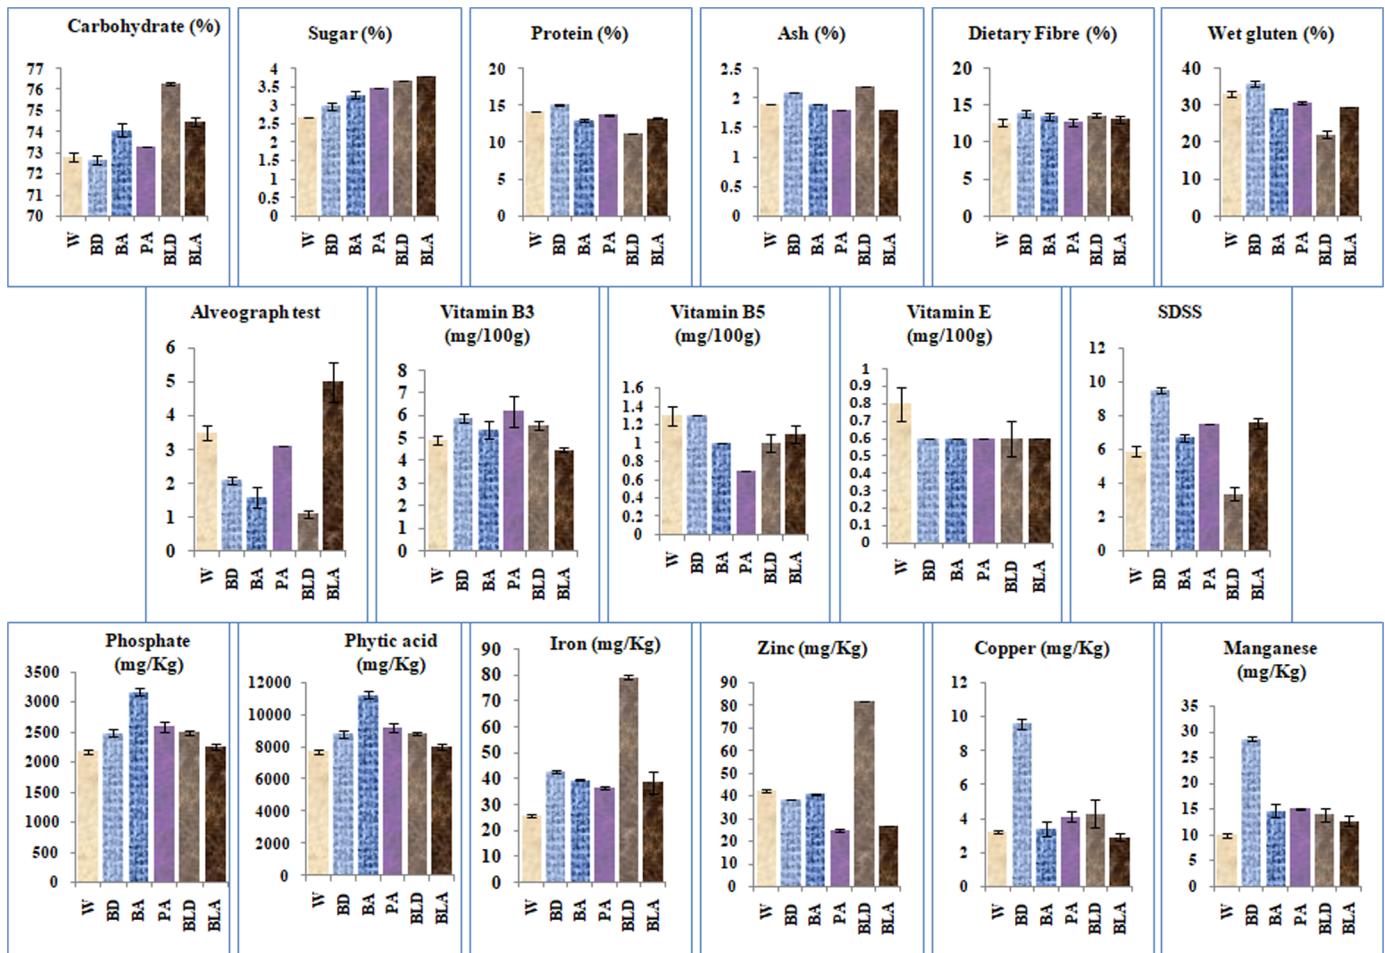 Carbohydrate (%)
77
76
75
74
73
72
71
70
W
BD
BA
PA
BLD
BLA
Sugar (%)
4
3.5
3
2.5
2
1.5
1
0.5
0
W
BD
BA
PA
BLD
BLA
Protein (%)
20
15
10
5
0
W
BD
BA
PA
BLD
BLA
Ash (%)
2.5
2
1.5
1
0.5
0
W
BD
BA
PA
BLD
BLA
Dietary Fibre (%)
20
15
10
5
0
W
BD
BA
PA
BLD
BLA
Wet gluten (%)
40
30
20
10
0
W
BD
BA
PA
BLD
BLA
Alveograph test
6
5
4
3
2
1
0
W
BD
BA
PA
BLD
BLA
Vitamin B3
(mg/100g)
8
7
6
5
4
3
2
1
0
W
BD
BA
PA
BLD
BLA
Vitamin B5
(mg/100g)
1.6
1.4
1.2
1
0.8
0.6
0.4
0.2
0
W
BD
BA
PA
BLD
BLA
Vitamin E
(mg/100g)
1
0.9
0.8
0.7
0.6
0.5
0.4
0.3
0.2
0.1
0
W
BD
BA
PA
BLD
BLA
SDSS
12
10
8
6
4
2
0
W
BD
BA
PA
BLD
BLA
Phosphate
(mg/Kg)
3500
3000
2500
2000
1500
1000
500
0
W
BD
BA
PA
BLD
BLA
Phytic acid
(mg/Kg)
12000
10000
8000
6000
4000
2000
0
W
BD
BA
PA
BLD
BLA
Iron (mg/Kg)
90
80
70
60
50
40
30
20
10
0
W
BD
BA
PA
BLD
BLA
Zinc (mg/Kg)
90
80
70
60
50
40
30
20
10
0
W
BD
BA
PA
BLD
BLA
Copper (mg/Kg)
12
10
8
6
4
2
0
W
BD
BA
PA
BLD
BLA
Manganese
(mg/Kg)
35
30
25
20
15
10
5
0
W
BD
BA
PA
BLD
BLA